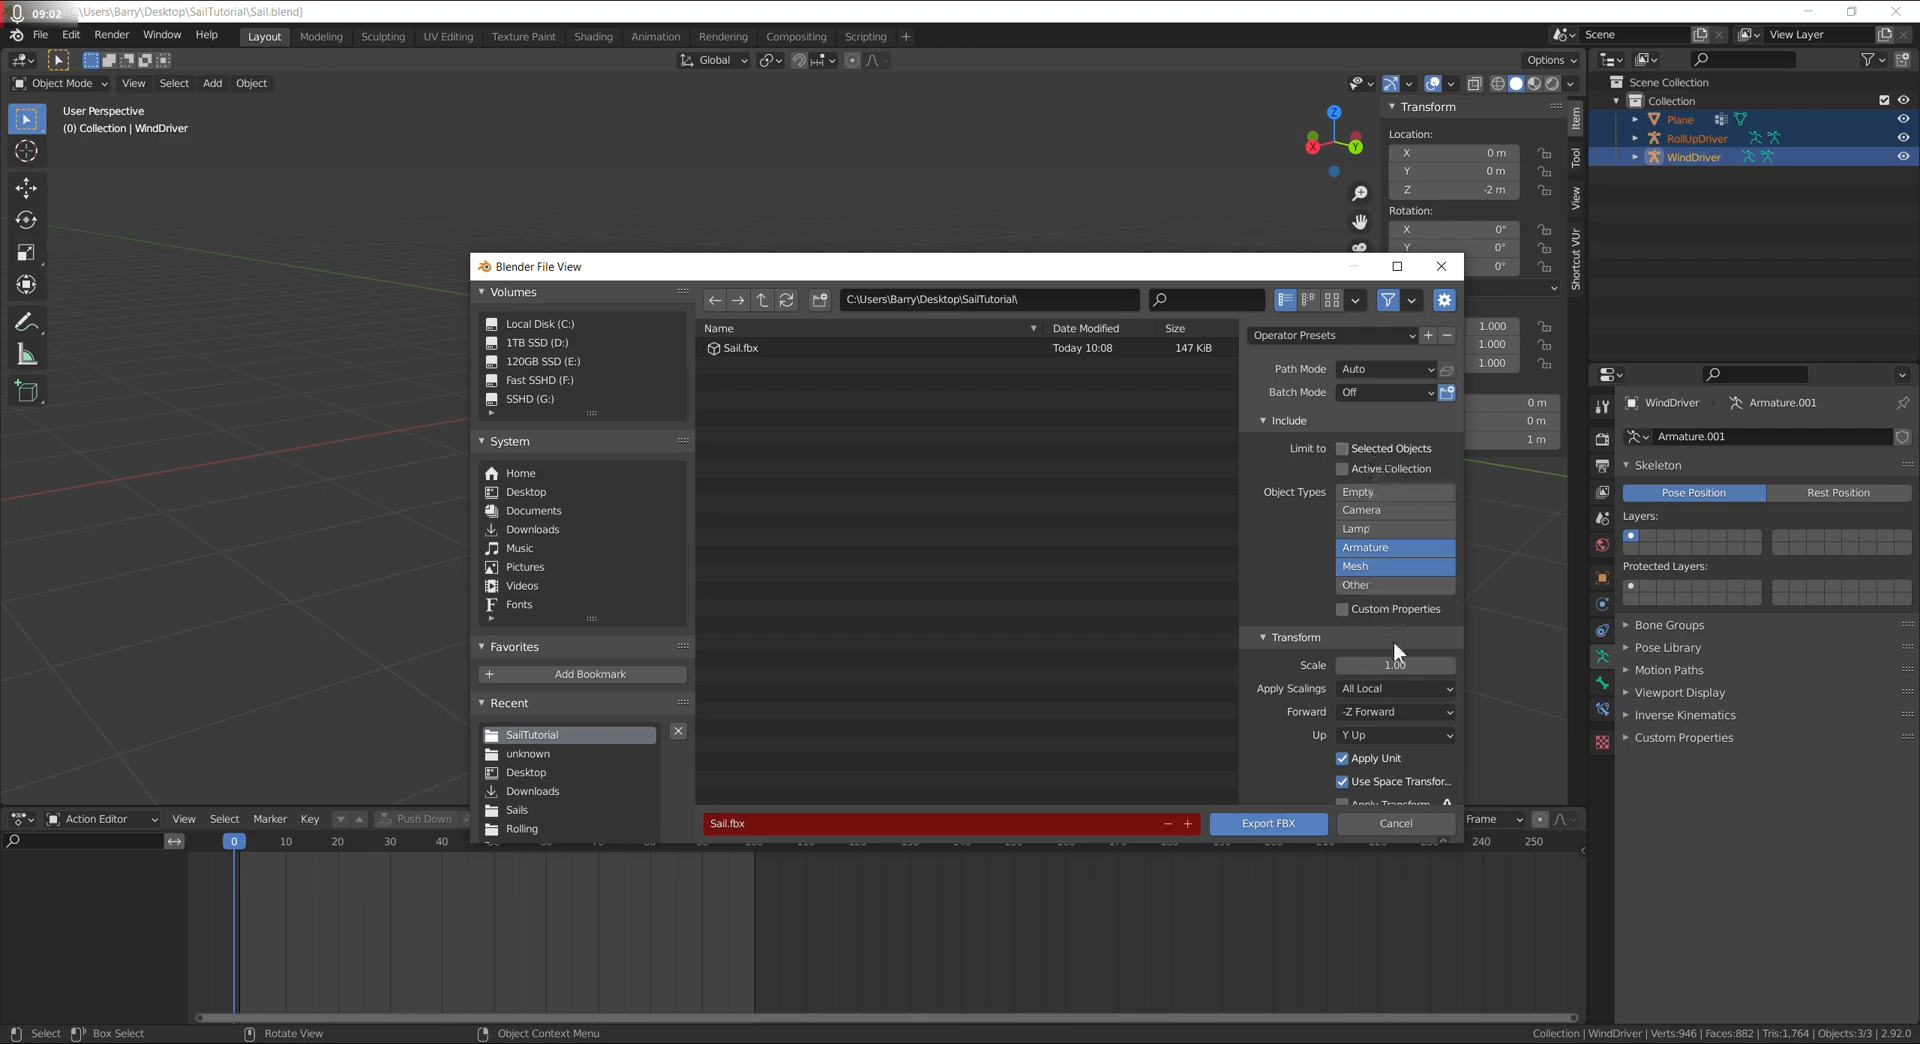 09:02
:\Users\Barry\Desktop\SailTutorial\Sail.blend]
File Edit Render Window Help Layout Modeling Sculpting UV Editing Texture Paint Shading Animation Rendering Compositing Scripting +
Scene View Layer
Global Options
Object Mode View Select Add Object
User Perspective
(0) Collection | WindDriver
Z
X Y
Transform
Location:
X 0 m
Y 0 m
Z -2 m
Rotation:
X 0°
Y 0°
0°
1.000
1.000
1.000
0 m
0 m
1 m
Item
Tool
View
Shortcut VUr
Scene Collection
Collection
Plane
RollUpDriver
WindDriver
WindDriver Armature.001
Armature.001
Skeleton
Pose Position Rest Position
Layers:
Protected Layers:
Bone Groups
Pose Library
Motion Paths
Viewport Display
Inverse Kinematics
Custom Properties
Blender File View
Volumes
Local Disk (C:)
1TB SSD (D:)
120GB SSD (E:)
Fast SSHD (F:)
SSHD (G:)
System
Home
Desktop
Documents
Downloads
Music
Pictures
Videos
Fonts
Favorites
+ Add Bookmark
Recent
SailTutorial
unknown
Desktop
Downloads
Sails
Rolling
C:\Users\Barry\Desktop\SailTutorial\
Name Date Modified Size
Sail.fbx Today 10:08 147 KiB
Operator Presets
Path Mode Auto
Batch Mode Off
Include
Limit to Selected Objects
Active Collection
Object Types Empty
Camera
Lamp
Armature
Mesh
Other
Custom Properties
Transform
Scale 1.00
Apply Scalings All Local
Forward -Z Forward
Up Y Up
Apply Unit
Use Space Transfor...
Apply Transform
Sail.fbx - + Export FBX Cancel
Action Editor View Select Marker Key Push Down Frame
0 10 20 30 40 240 250
Select Box Select Rotate View Object Context Menu Collection | WindDriver | Verts:946 | Faces:882 | Tris:1,764 | Objects:3/3 | 2.92.0